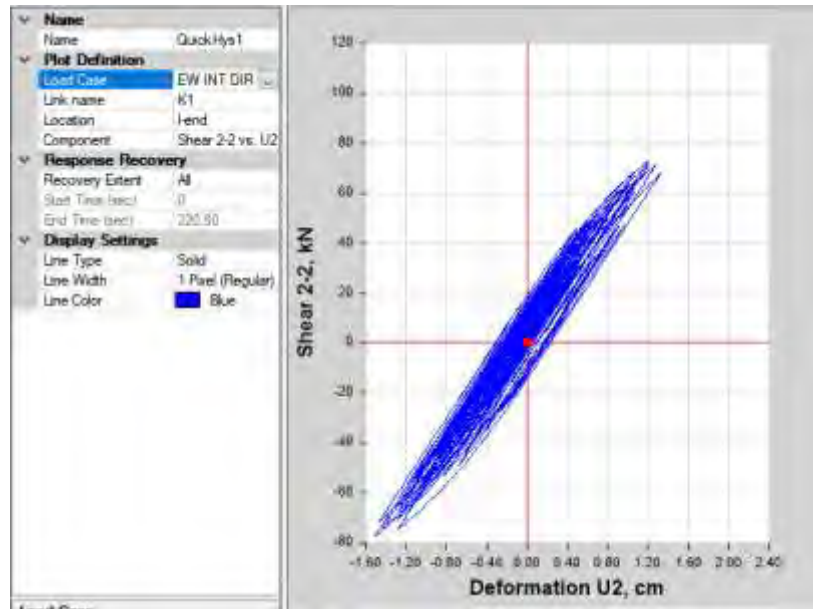 Name
Name QuickHys1
Plot Definition
Load Case EW INT DIR ...
Link name K1
Location I-end
Component Shear 2-2 vs. U2
Response Recovery
Recovery Extent All
Start Time (sec) 0
End Time (sec) 220.80
Display Settings
Line Type Solid
Line Width 1 Pixel (Regular)
Line Color Blue
Load Case
120
100
80
60
40
20
0
-20
-40
-60
-80
Shear 2-2, kN
-1.60 -1.20 -0.80 -0.40 0.00 0.40 0.80 1.20 1.60 2.00 2.40
Deformation U2, cm